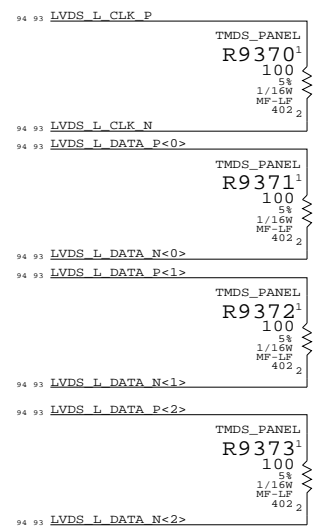 94 93 LVDS_L_CLK_P
TMDS_PANEL
R9370 1
100
5%
1/16W
MF-LF
402 2
94 93 LVDS_L_CLK_N
94 93 LVDS_L_DATA_P<0>
TMDS_PANEL
R9371 1
100
5%
1/16W
MF-LF
402 2
94 93 LVDS_L_DATA_N<0>
94 93 LVDS_L_DATA_P<1>
TMDS_PANEL
R9372 1
100
5%
1/16W
MF-LF
402 2
94 93 LVDS_L_DATA_N<1>
94 93 LVDS_L_DATA_P<2>
TMDS_PANEL
R9373 1
100
5%
1/16W
MF-LF
402 2
94 93 LVDS_L_DATA_N<2>